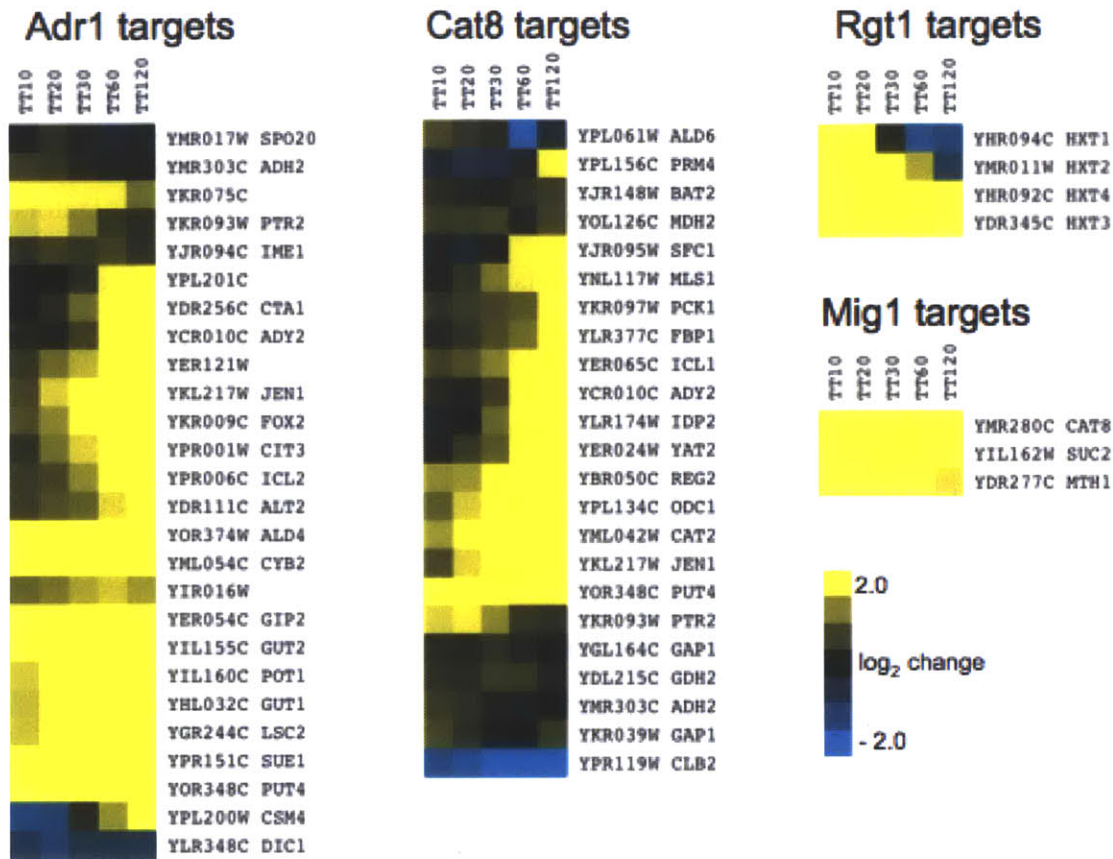 Adr1 targets
TT10 TT20 TT30 TT60 TT120
YMR017W SPO20
YMR303C ADH2
YKR075C
YKR093W PTR2
YJR094C IME1
YPL201C
YDR256C CTA1
YCR010C ADY2
YER121W
YKL217W JEN1
YKR009C FOX2
YPR001W CIT3
YPR006C ICL2
YDR111C ALT2
YOR374W ALD4
YML054C CYB2
YIR016W
YER054C GIP2
YIL155C GUT2
YIL160C POT1
YHL032C GUT1
YGR244C LSC2
YPR151C SUE1
YOR348C PUT4
YPL200W CSM4
YLR348C DIC1
Cat8 targets
TT10 TT20 TT30 TT60 TT120
YPL061W ALD6
YPL156C PRM4
YJR148W BAT2
YOL126C MDH2
YJR095W SFC1
YNL117W MLS1
YKR097W PCK1
YLR377C FBP1
YER065C ICL1
YCR010C ADY2
YLR174W IDP2
YER024W YAT2
YBR050C REG2
YPL134C ODC1
YML042W CAT2
YKL217W JEN1
YOR348C PUT4
YKR093W PTR2
YGL164C GAP1
YDL215C GDH2
YMR303C ADH2
YKR039W GAP1
YPR119W CLB2
Rgt1 targets
TT10 TT20 TT30 TT60 TT120
YHR094C HXT1
YMR011W HXT2
YHR092C HXT4
YDR345C HXT3
Mig1 targets
TT10 TT20 TT30 TT60 TT120
YMR280C CAT8
YIL162W SUC2
YDR277C MTH1
2.0
log2 change
- 2.0